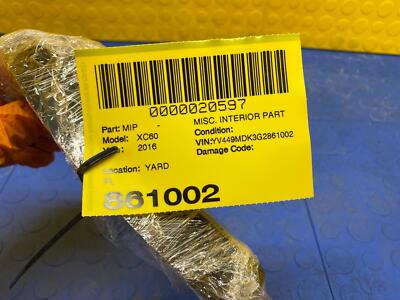 0000020597
Part: MIP - MISC. INTERIOR PART
Model: XC60 Condition:
2016 VIN:YV449MDK3G2861002
Damage Code:
Location: YARD
861002